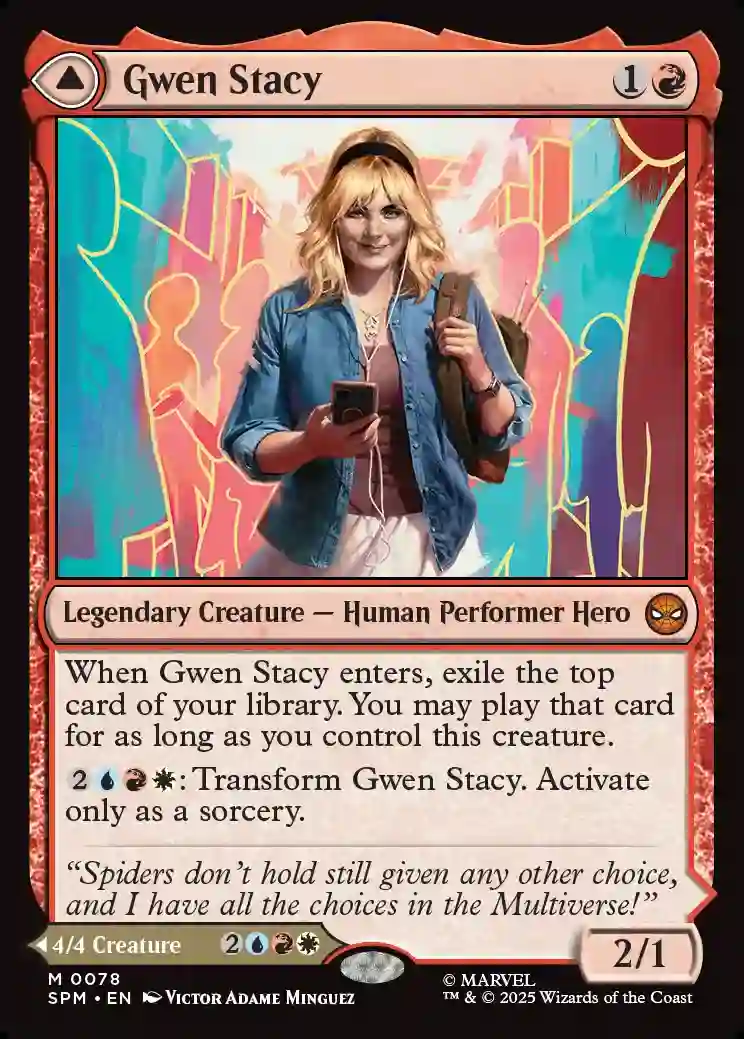 Gwen Stacy 1
Legendary Creature — Human Performer Hero
When Gwen Stacy enters, exile the top
card of your library. You may play that card
for as long as you control this creature.
2 : Transform Gwen Stacy. Activate
only as a sorcery.
“Spiders don’t hold still given any other choice,
and I have all the choices in the Multiverse!”
4/4 Creature 2
2/1
M 0078
SPM • EN Victor Adame Minguez
© MARVEL
™ & © 2025 Wizards of the Coast